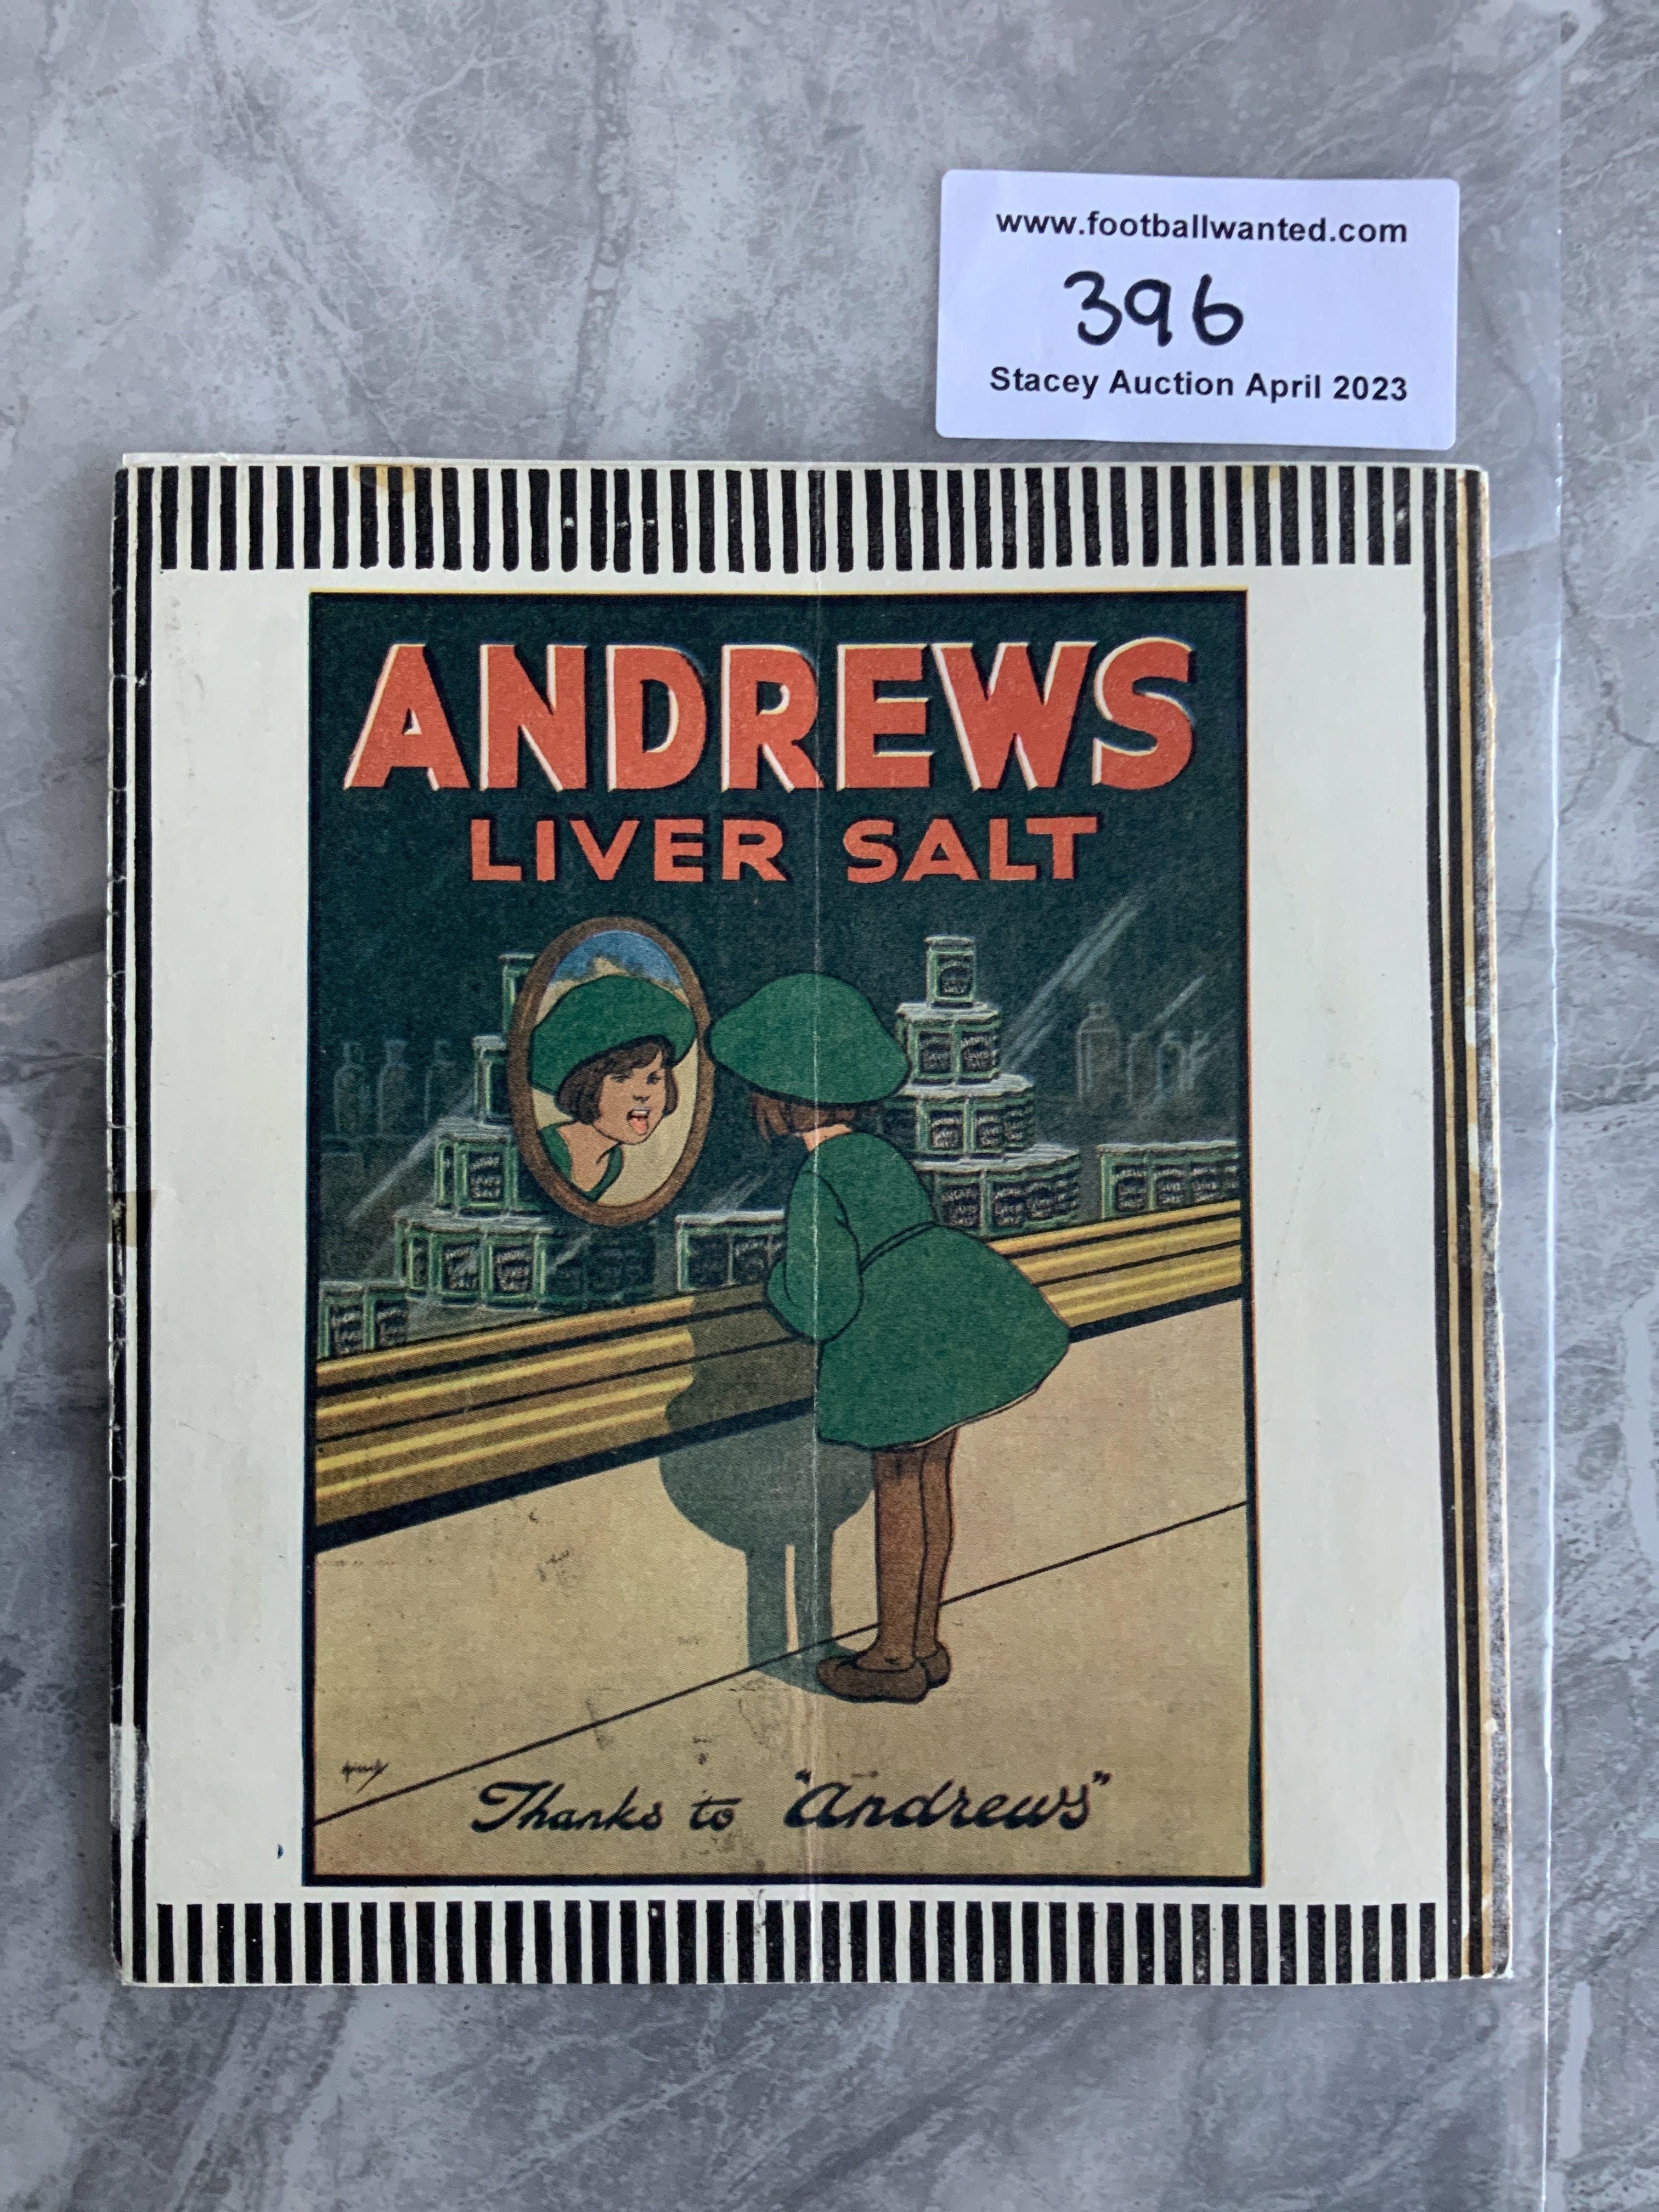 www.footballwanted.com
396
Stacey Auction April 2023
ANDREWS
LIVER SALT
Thanks to "Andrews"